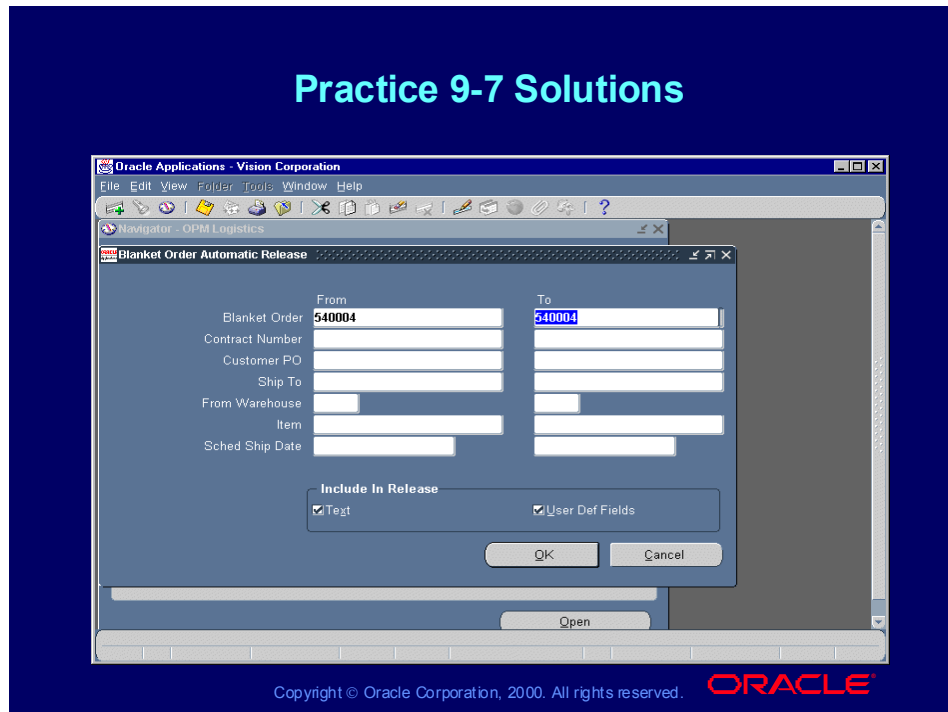 Practice 9-7 Solutions
Oracle Applications - Vision Corporation
File Edit View Folder Tools Window Help
Navigator - OPM Logistics
Blanket Order Automatic Release
From To
Blanket Order 540004 540004
Contract Number
Customer PO
Ship To
From Warehouse
Item
Sched Ship Date
Include In Release
Text User Def Fields
OK Cancel
Open
Copyright © Oracle Corporation, 2000. All rights reserved. ORACLE